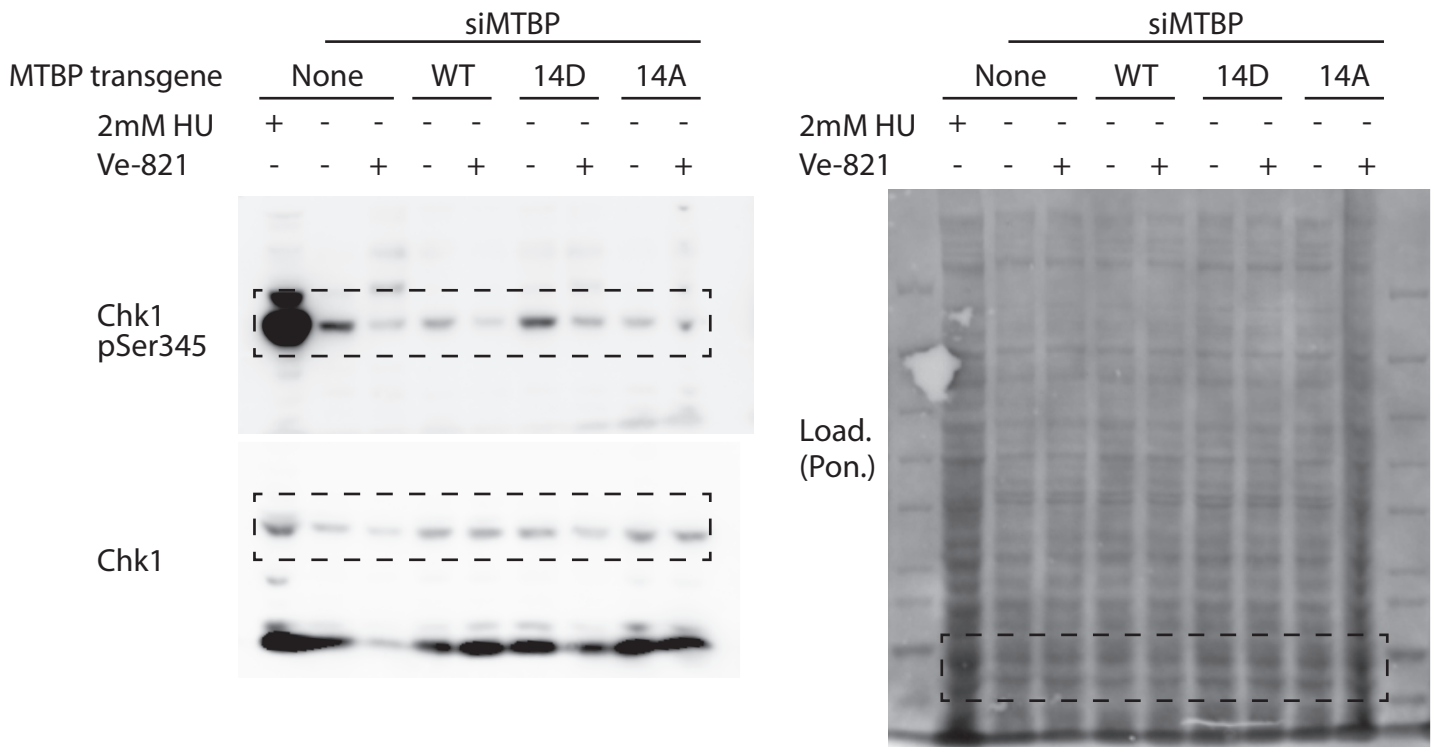 siMTBP
MTBP transgene None WT 14D 14A
2mM HU + - - - - - - - -
Ve-821 - - + - + - + - +
Chk1
pSer345
Chk1
siMTBP
None WT 14D 14A
2mM HU + - - - - - - - -
Ve-821 - - + - + - + - +
Load.
(Pon.)